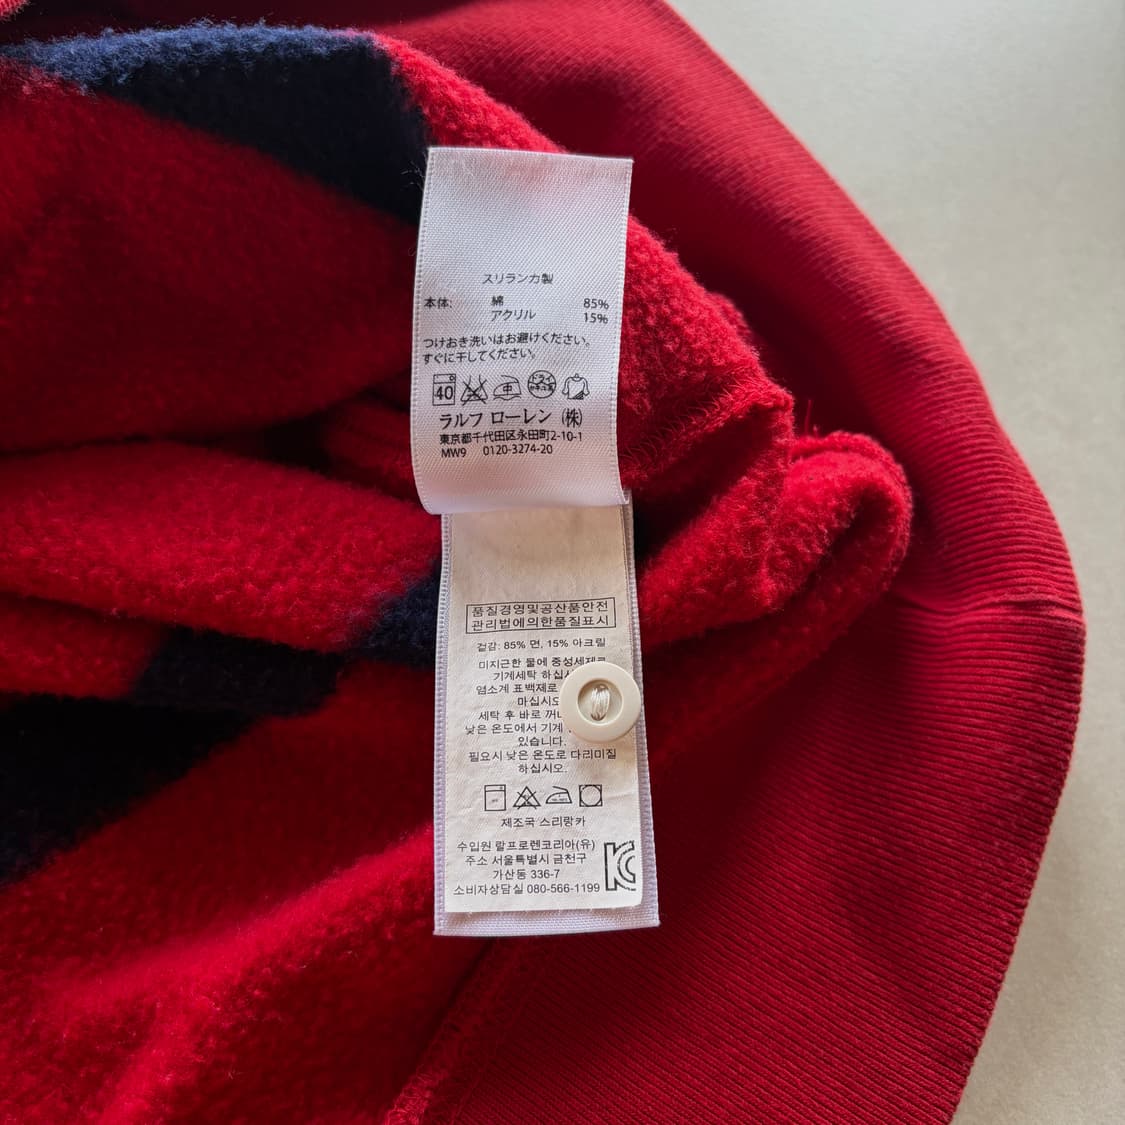 スリランカ製
本体: 綿 85%
アクリル 15%
つけおき洗いはお避けください。
すぐに干してください。
40 中 ドライ
ラルフ ローレン (株)
東京都千代田区永田町2-10-1
MW9 0120-3274-20
품질경영및공산품안전
관리법에의한품질표시
겉감: 85% 면, 15% 아크릴
미지근한 물에 중성세제로
기계세탁 하십
염소계 표백제로
마십시오
세탁 후 바로 꺼
낮은 온도에서 기계
있습니다.
필요시 낮은 온도로 다리미질
하십시오.
제조국 스리랑카
수입원 랄프로렌코리아(유)
주소 서울특별시 금천구
가산동 336-7
소비자상담실 080-566-1199